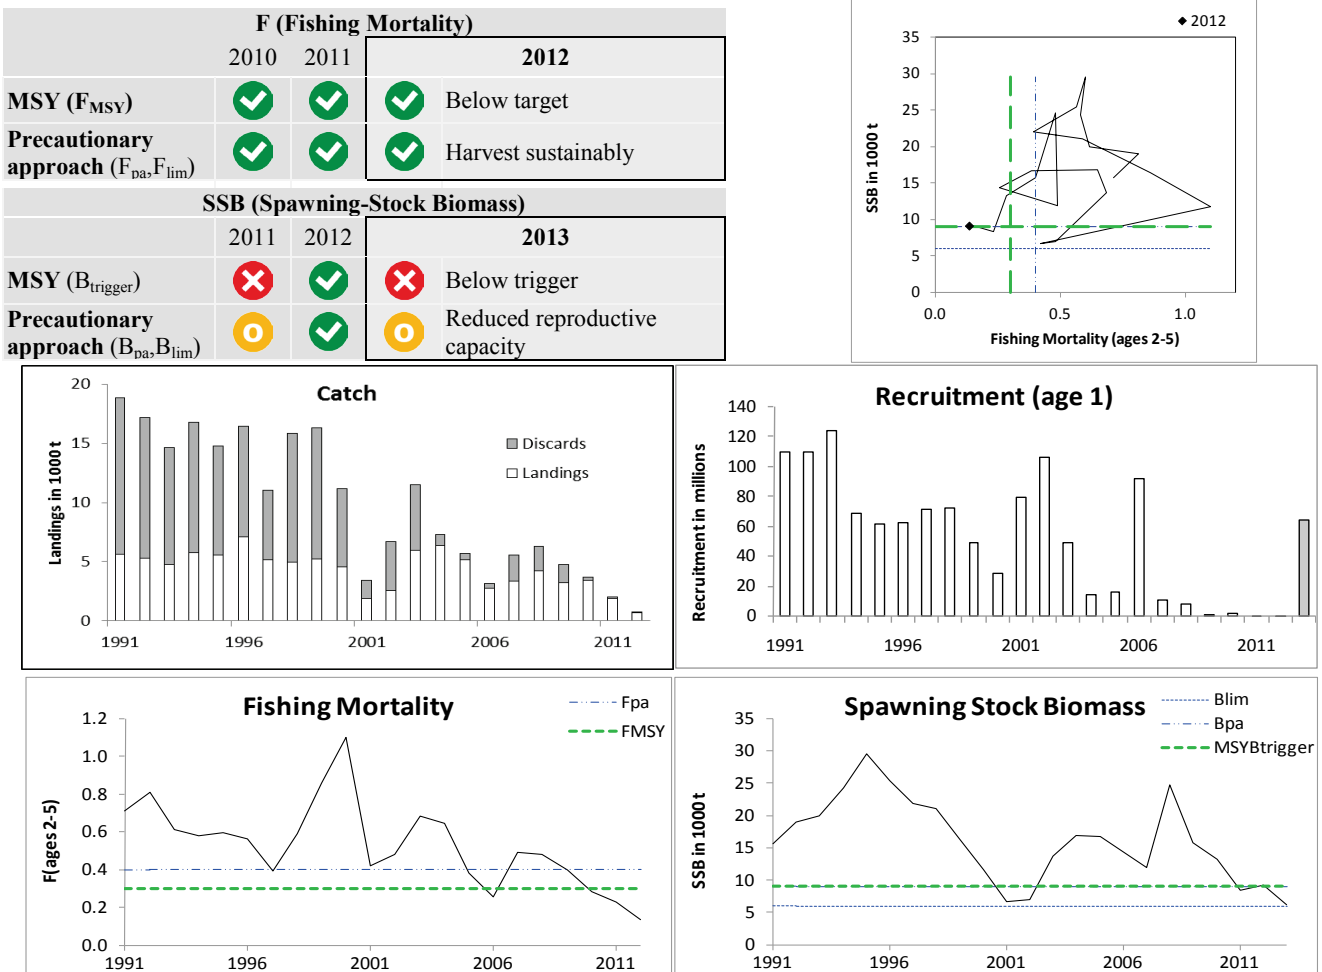 F (Fishing Mortality)
2010 2011 2012
MSY (FMSY) Below target
Precautionary
approach (Fpa,Flim) Harvest sustainably
SSB (Spawning-Stock Biomass)
2011 2012 2013
MSY (Btrigger) Below trigger
Precautionary
approach (Bpa,Blim) Reduced reproductive
capacity
2012
35
30
25
20
15
10
5
0
SSB in 1000 t
0.0 0.5 1.0
Fishing Mortality (ages 2-5)
Catch
20
15
10
5
0
Landings in 1000 t
Discards
Landings
1991 1996 2001 2006 2011
Recruitment (age 1)
140
120
100
80
60
40
20
0
Recruitment in millions
1991 1996 2001 2006 2011
Fishing Mortality
Fpa
FMSY
1.2
1.0
0.8
0.6
0.4
0.2
0.0
F(ages 2-5)
1991 1996 2001 2006 2011
Spawning Stock Biomass
Blim
Bpa
MSYBtrigger
35
30
25
20
15
10
5
0
SSB in 1000 t
1991 1996 2001 2006 2011